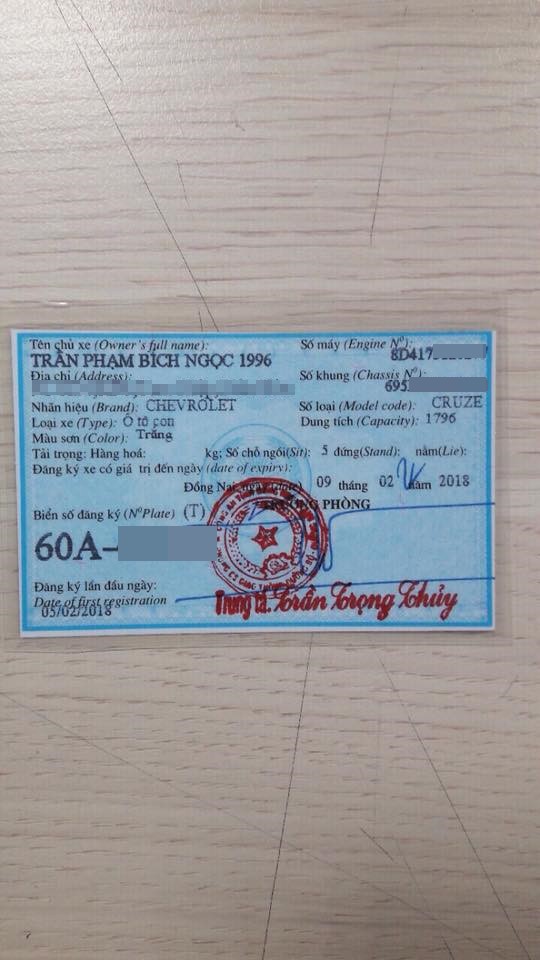 Tên chủ xe (Owner's full name):
TRẦN PHẠM BÍCH NGỌC 1996
Số máy (Engine Nº):
8D417
Địa chỉ (Address):
Số khung (Chassis Nº):
695
Nhãn hiệu (Brand): CHEVROLET
Số loại (Model code): CRUZE
Loại xe (Type): Ô tô con
Dung tích (Capacity): 1796
Màu sơn (Color): Trắng
Tải trọng: Hàng hoá: kg; Số chỗ ngồi(Sit): 5 đứng(Stand): nằm(Lie):
Đăng ký xe có giá trị đến ngày (date of expiry):
Đồng Nai, 09 tháng 02 năm 2018
PHÒNG
Biển số đăng ký (NºPlate) (T)
60A-
Đăng ký lần đầu ngày:
Date of first registration
05/02/2018
Trung tá. Trần Trọng Thủy